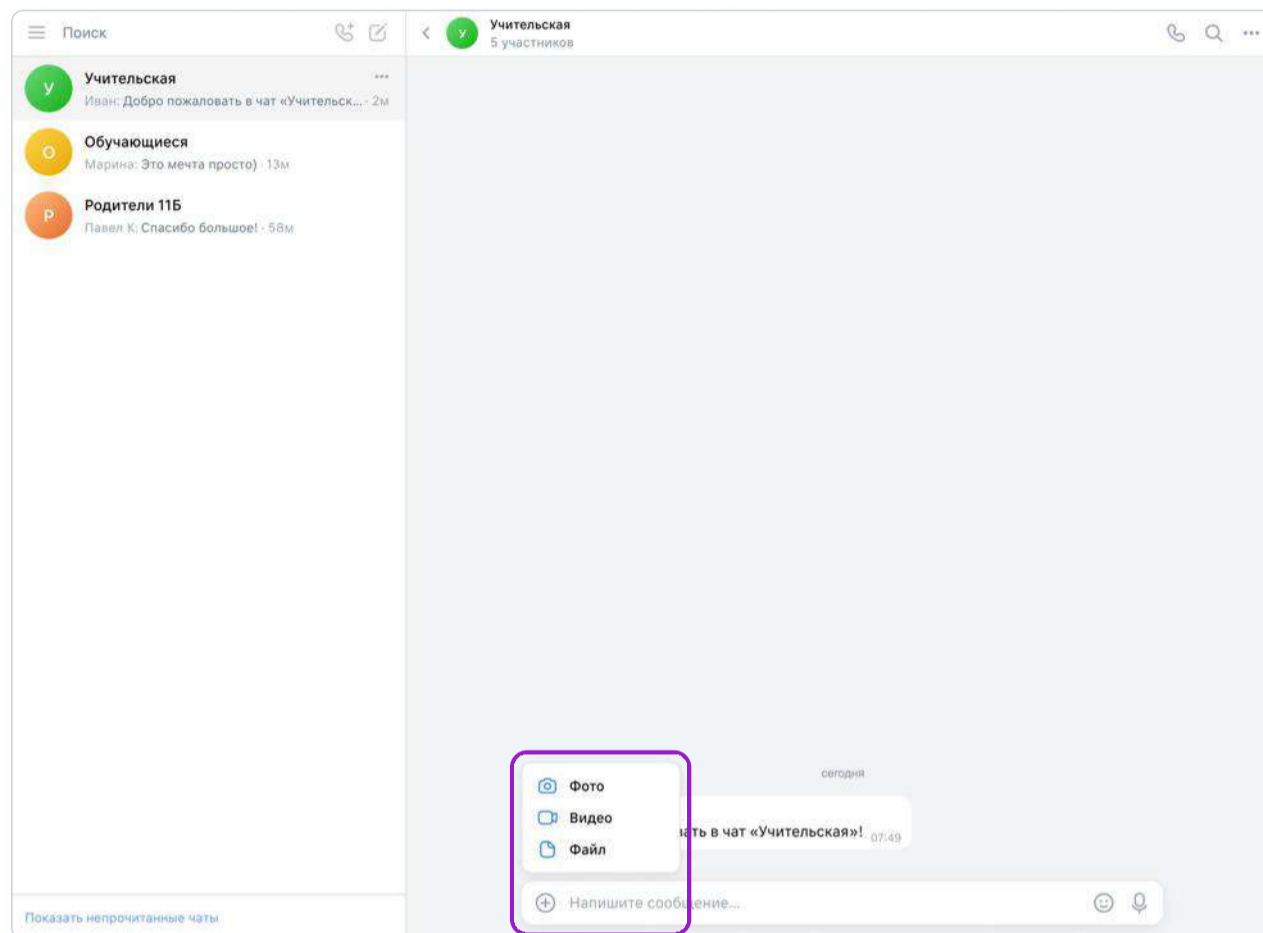 Поиск
У
Учительская
Иван: Добро пожаловать в чат «Учительск... · 2м
О
Обучающиеся
Марина: Это мечта просто) · 13м
Р
Родители 11Б
Павел К: Спасибо большое! · 58м
Показать непрочитанные чаты
У
Учительская
5 участников
сегодня
Фото
Видео
Файл
в чат «Учительская»! 07:49
Напишите сообщение...